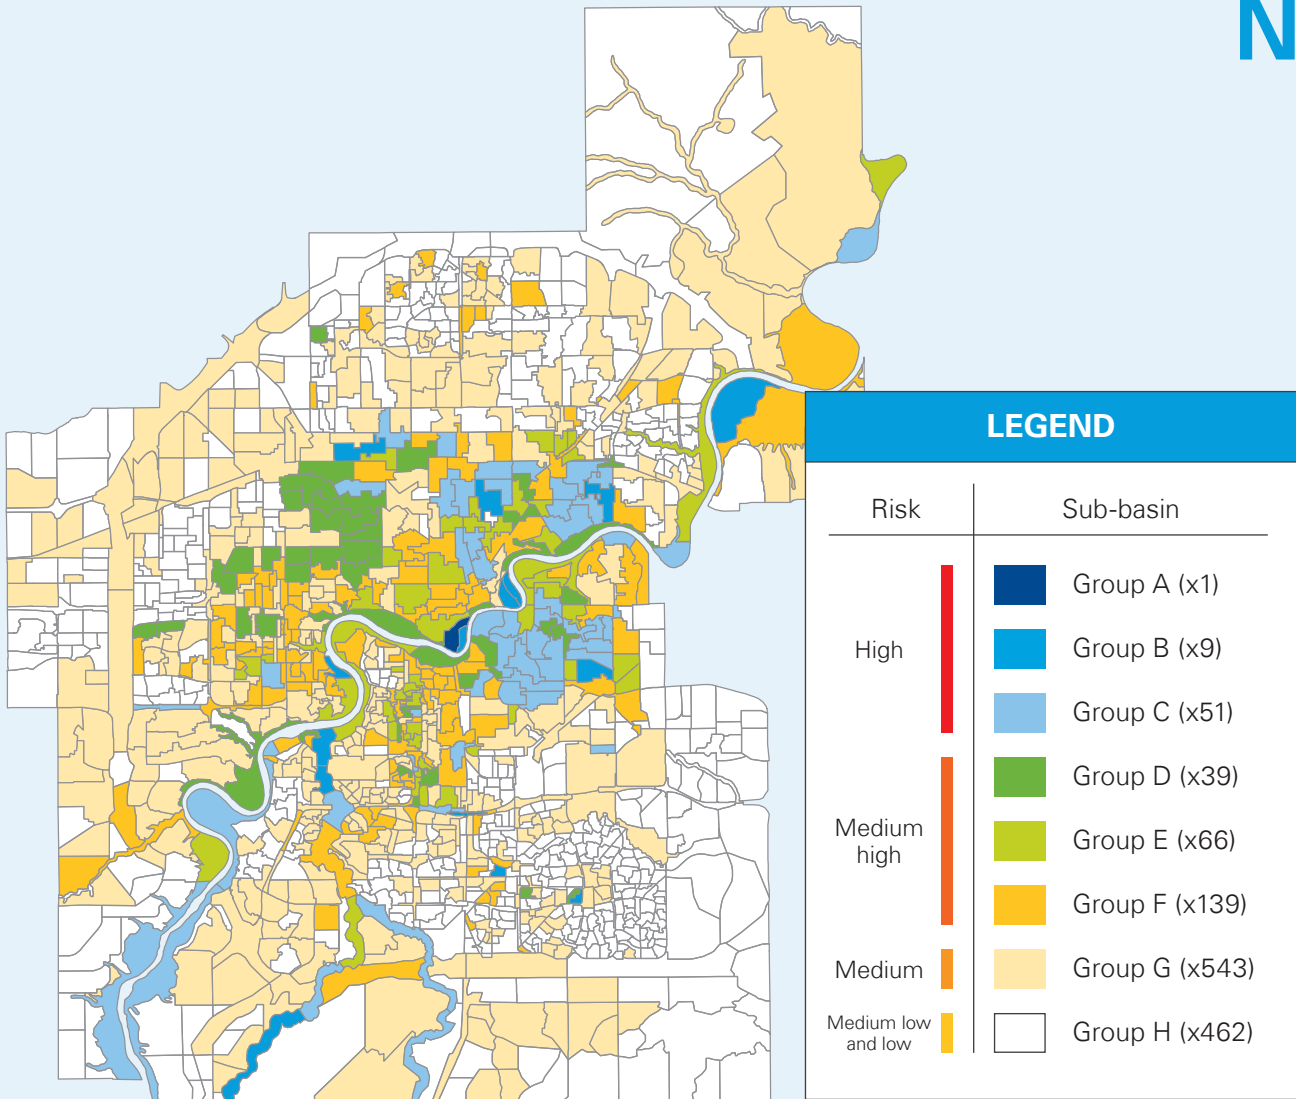 N
LEGEND
Risk Sub-basin
High
Group A (x1)
Group B (x9)
Group C (x51)
Medium
high
Group D (x39)
Group E (x66)
Group F (x139)
Medium
Group G (x543)
Medium low
and low
Group H (x462)